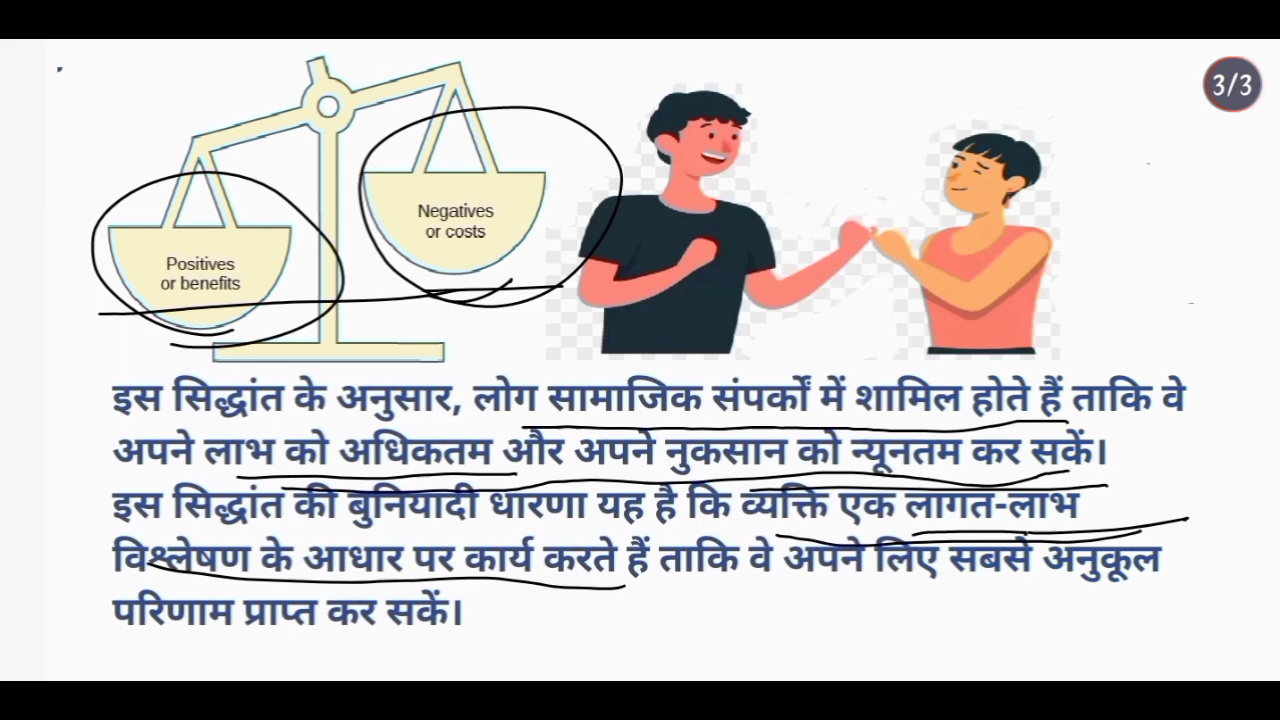 3/3
Negatives
or costs
Positives
or benefits
इस सिद्धांत के अनुसार, लोग सामाजिक संपर्कों में शामिल होते हैं ताकि वे
अपने लाभ को अधिकतम और अपने नुकसान को न्यूनतम कर सकें।
इस सिद्धांत की बुनियादी धारणा यह है कि व्यक्ति एक लागत-लाभ
विश्लेषण के आधार पर कार्य करते हैं ताकि वे अपने लिए सबसे अनुकूल
परिणाम प्राप्त कर सकें।